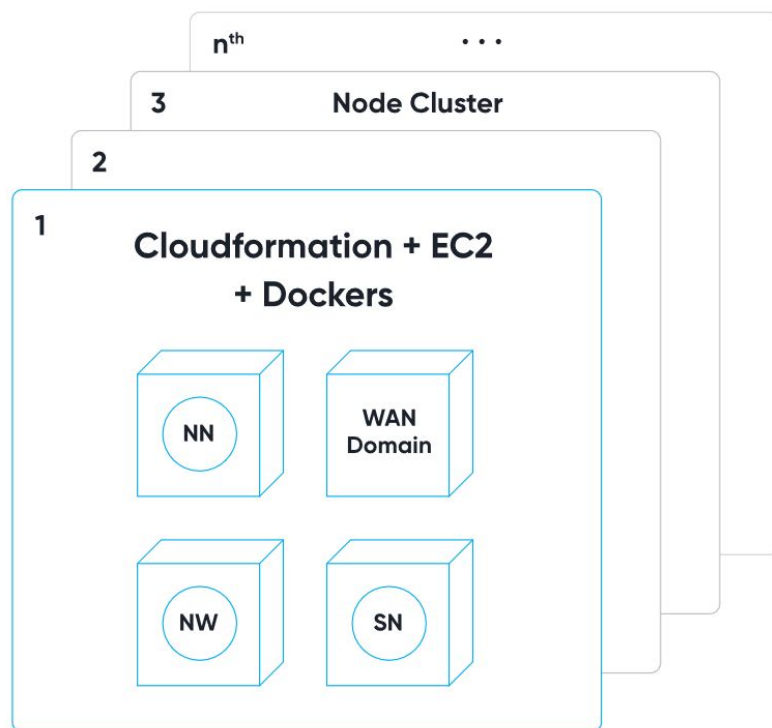 nth
...
3
Node Cluster
2
1
Cloudformation + EC2
+ Dockers
NN
WAN
Domain
NW
SN